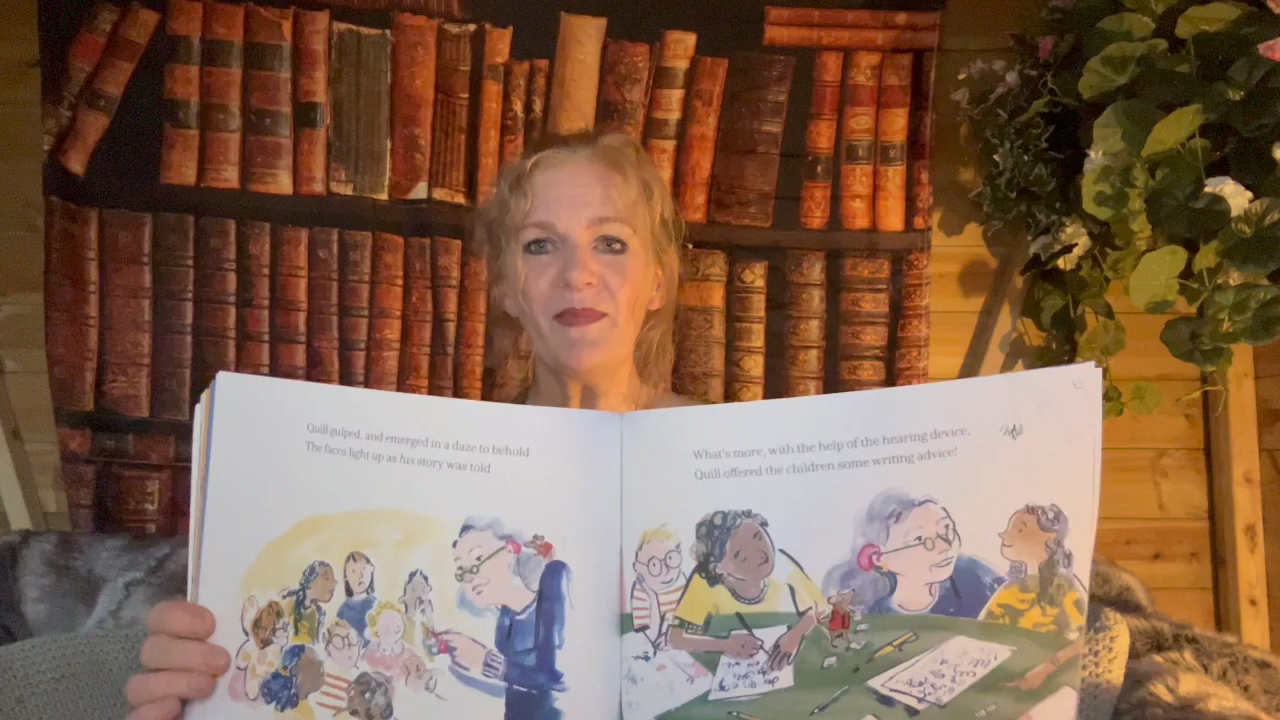 Quill gulped, and emerged in a daze to behold
The faces light up as his story was told
What's more, with the help of the hearing device,
Quill offered the children some writing advice!